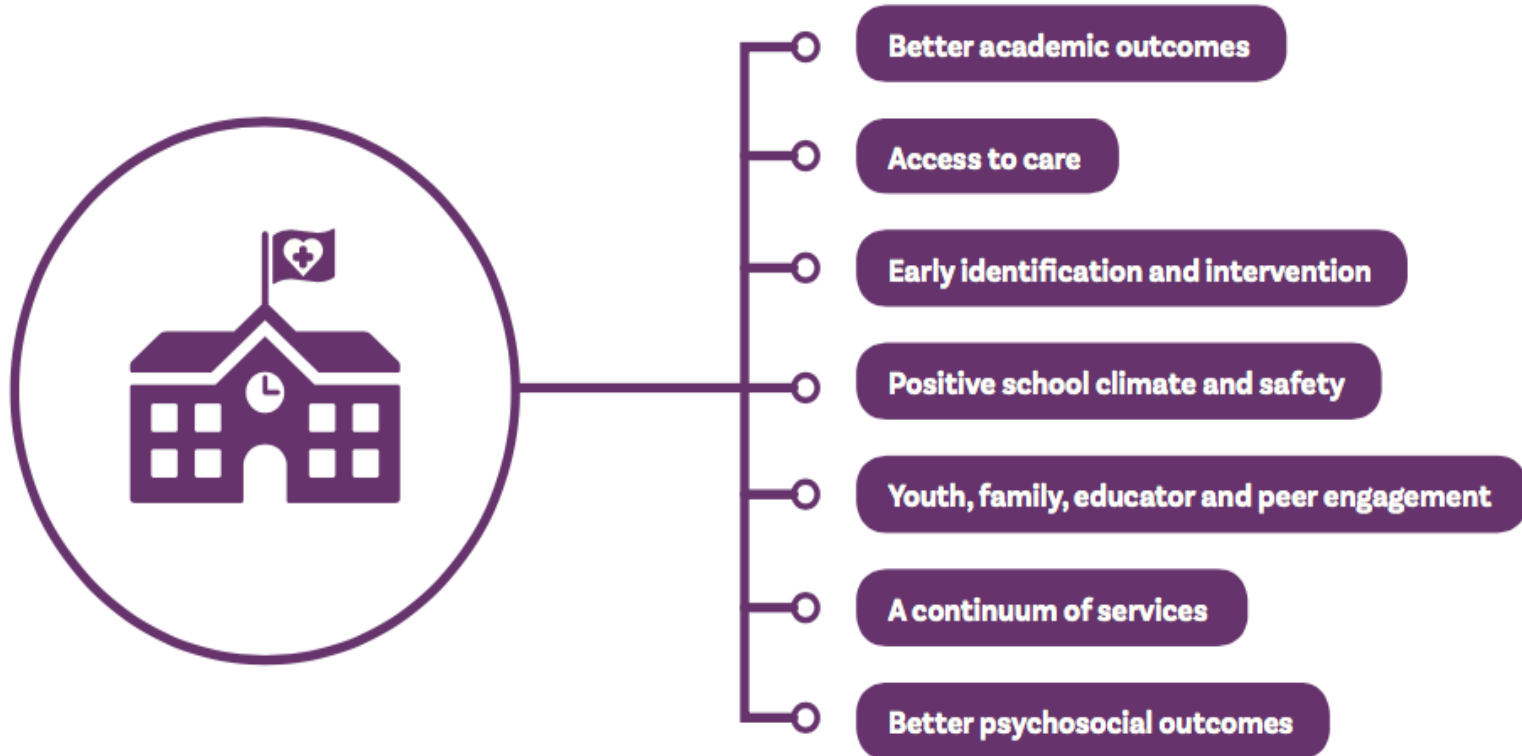 Better academic outcomes
Access to care
Early identification and intervention
Positive school climate and safety
Youth, family, educator and peer engagement
A continuum of services
Better psychosocial outcomes